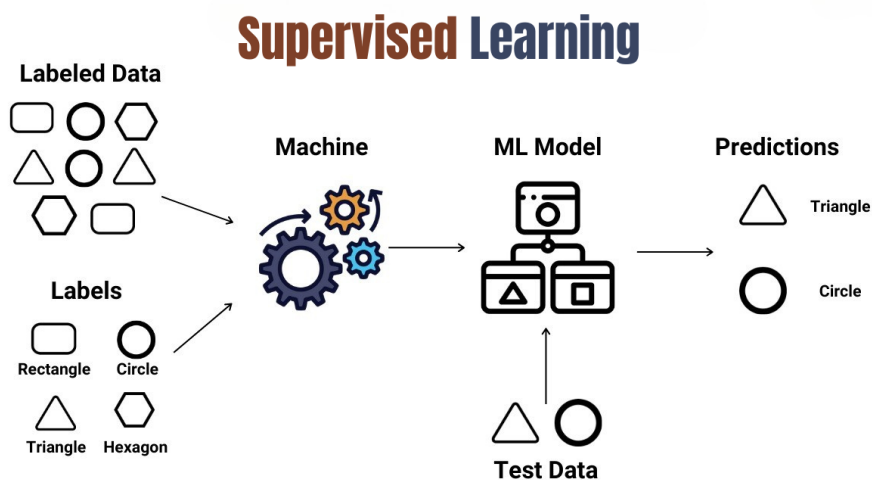 Supervised Learning
Labeled Data
Machine
ML Model
Predictions
Triangle
Circle
Labels
Rectangle
Circle
Triangle
Hexagon
Test Data